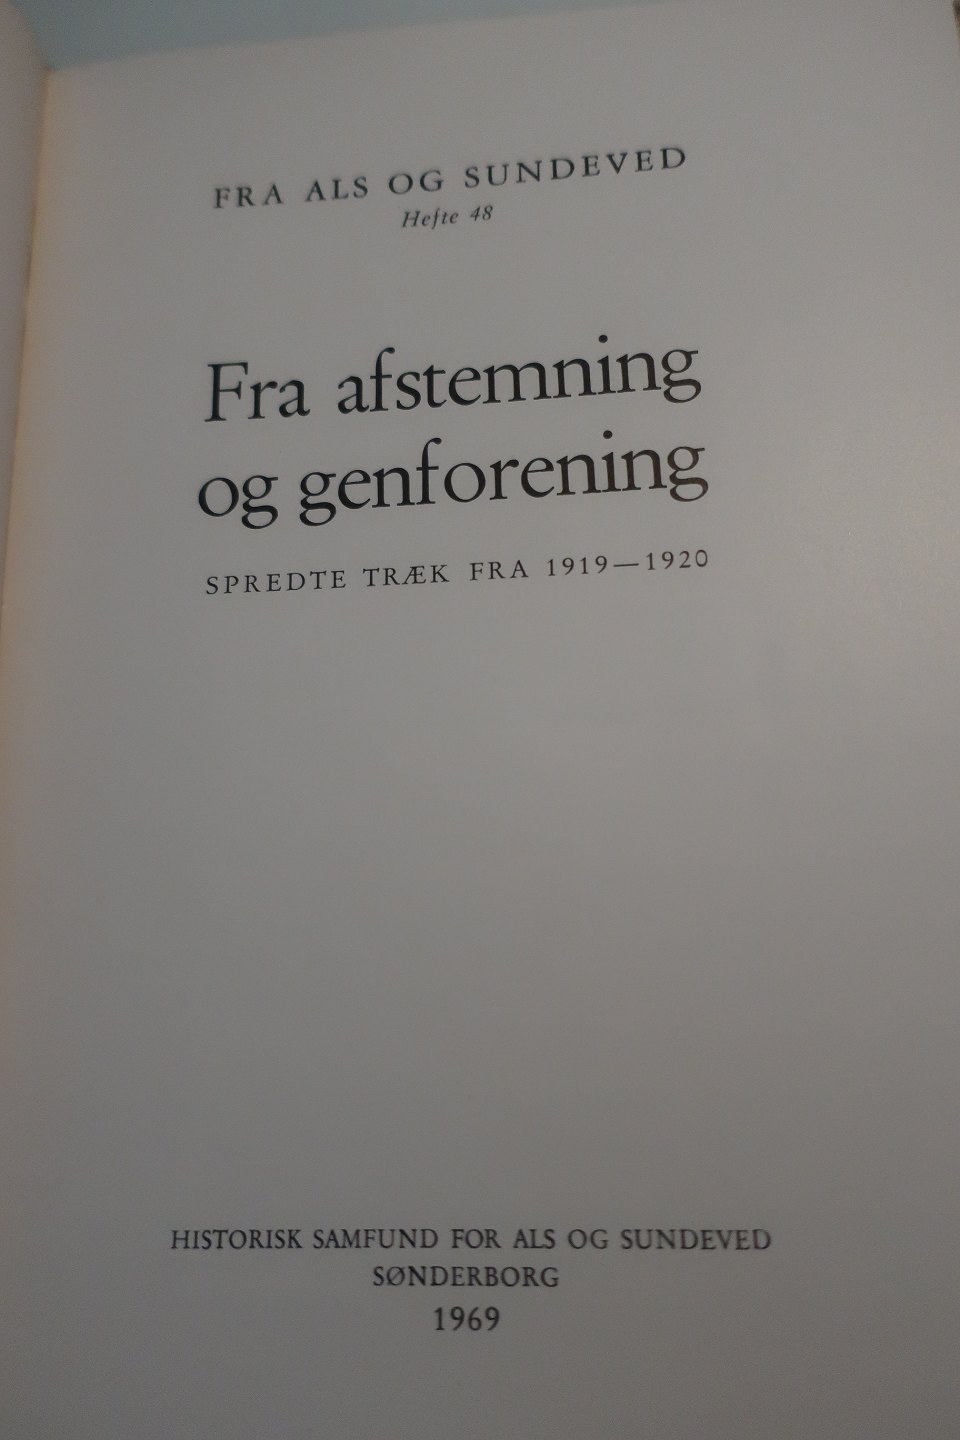 FRA ALS OG SUNDEVED
Hefte 48
Fra afstemning
og genforening
SPREDTE TRÆK FRA 1919—1920
HISTORISK SAMFUND FOR ALS OG SUNDEVED
SØNDERBORG
1969